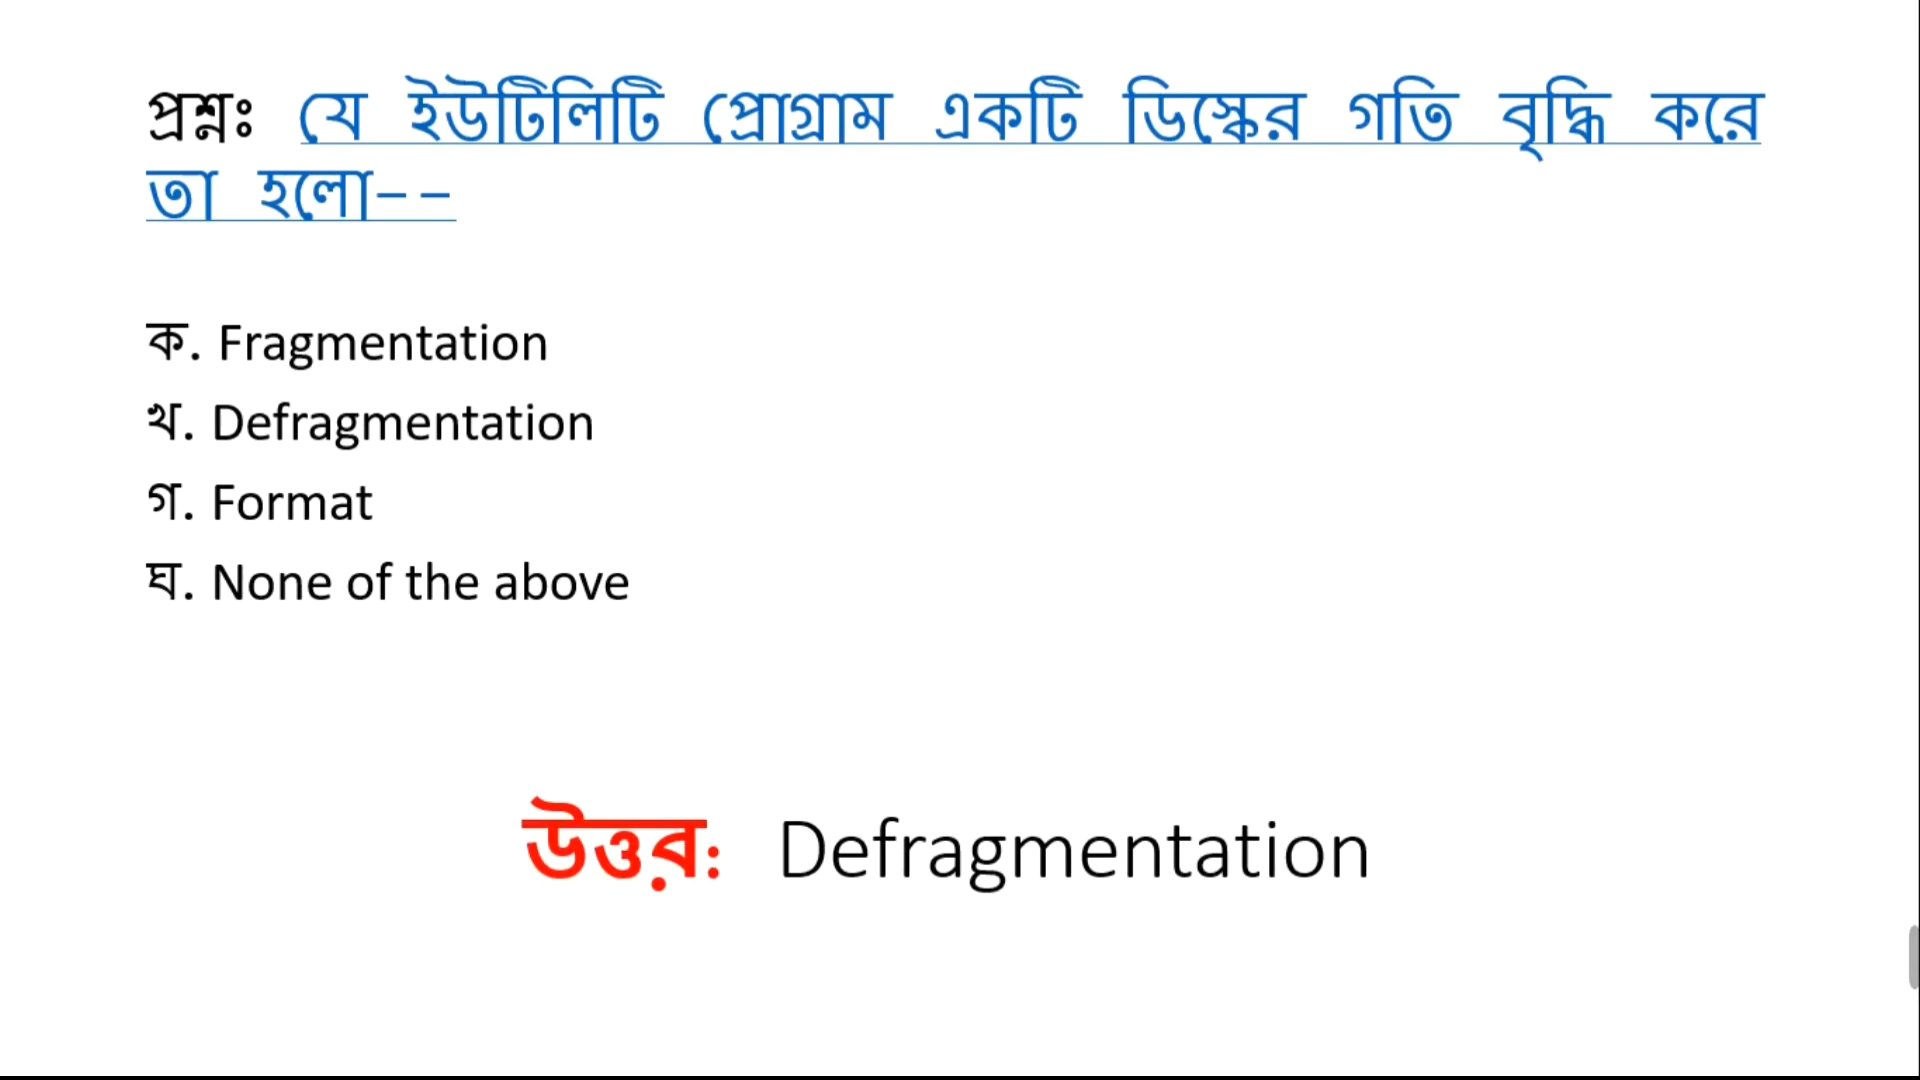 প্রশ্নঃ যে ইউটিলিটি প্রোগ্রাম একটি ডিস্কের গতি বৃদ্ধি করে
তা হলো--
ক. Fragmentation
খ. Defragmentation
গ. Format
ঘ. None of the above
উত্তর: Defragmentation